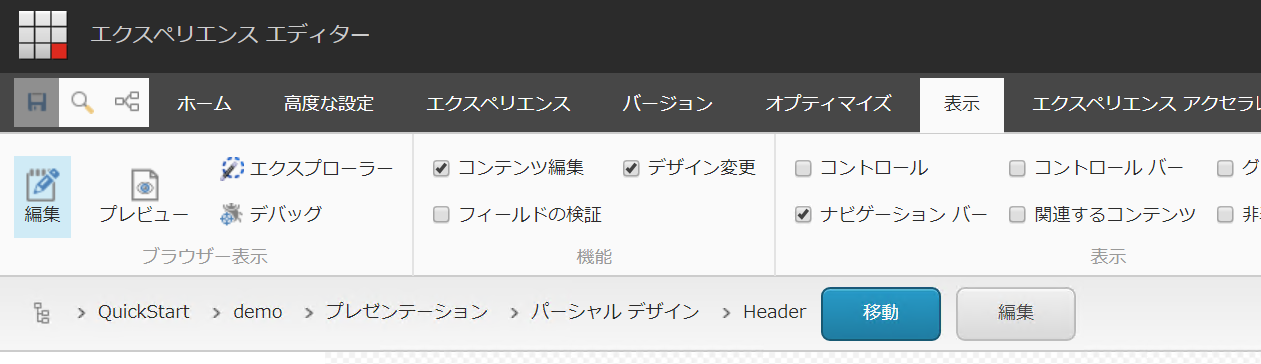 エクスペリエンス エディター
ホーム 高度な設定 エクスペリエンス バージョン オプティマイズ 表示 エクスペリエンス アクセラレ
編集 プレビュー エクスプローラー デバッグ
ブラウザー表示
コンテンツ編集 デザイン変更
フィールドの検証
機能
コントロール コントロール バー グ
ナビゲーション バー 関連するコンテンツ 非
表示
QuickStart demo プレゼンテーション パーシャル デザイン Header 移動 編集